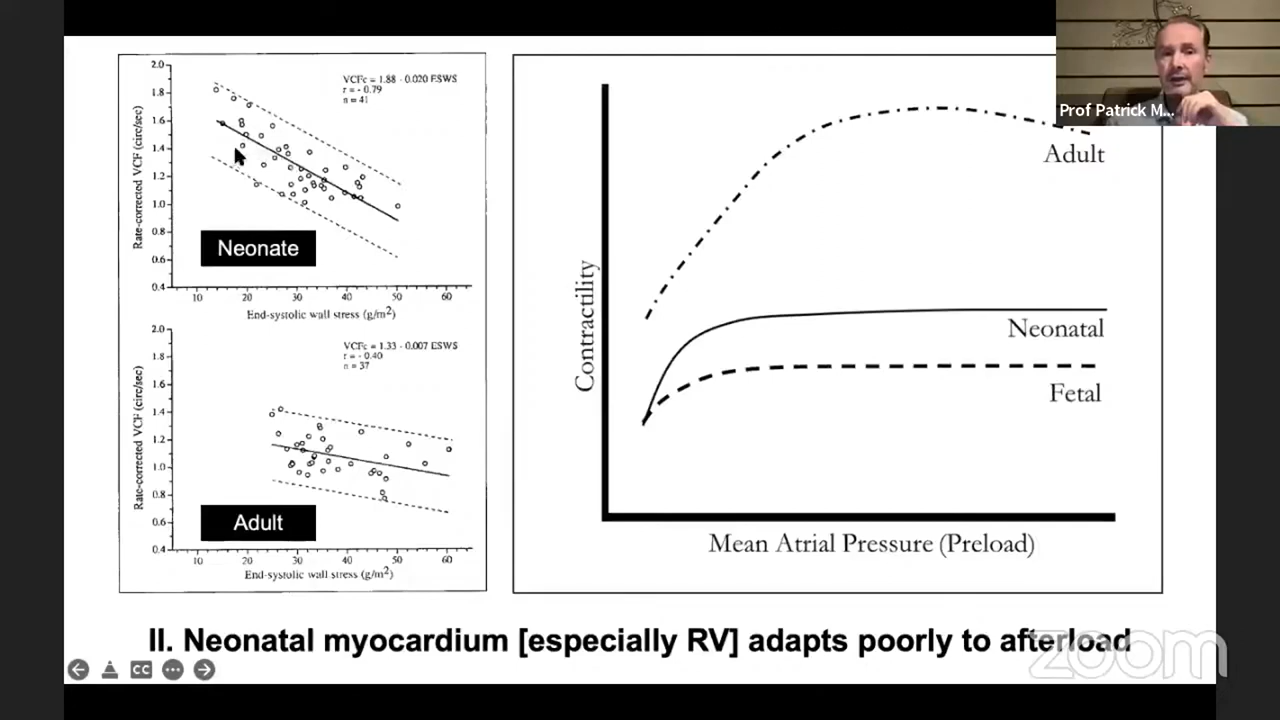 Prof Patrick M...
2.0
1.8
1.6
1.4
1.2
1.0
0.8
0.6
0.4
Rate-corrected VCF (circ/sec)
VCFc = 1.88 - 0.020 ESWS
r = - 0.79
n = 41
Neonate
10 20 30 40 50 60
End-systolic wall stress (g/m²)
2.0
1.8
1.6
1.4
1.2
1.0
0.8
0.6
0.4
Rate-corrected VCF (circ/sec)
VCFc = 1.33 - 0.007 ESWS
r = - 0.40
n = 37
Adult
10 20 30 40 50 60
End-systolic wall stress (g/m²)
Contractility
Adult
Neonatal
Fetal
Mean Atrial Pressure (Preload)
II. Neonatal myocardium [especially RV] adapts poorly to afterload
CC
zoom